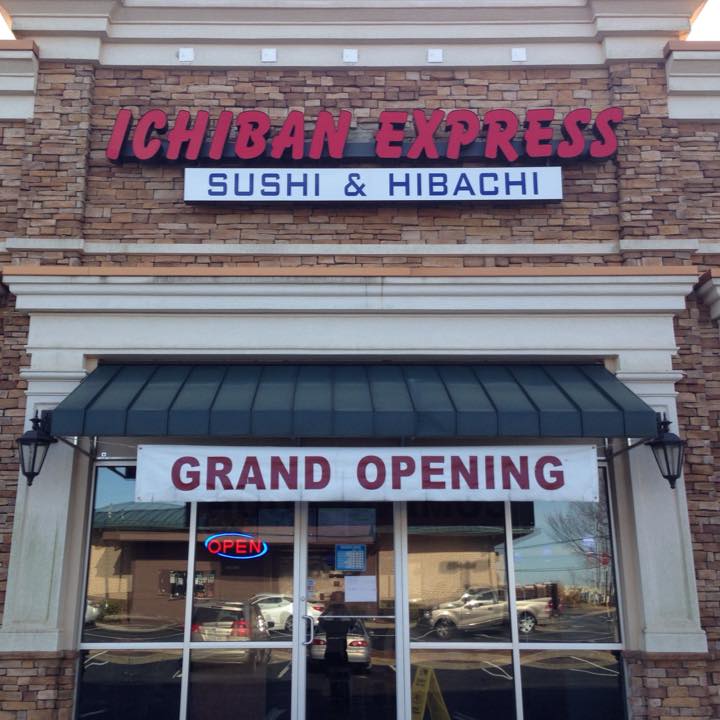 ICHIBAN EXPRESS
SUSHI & HIBACHI
GRAND OPENING
OPEN